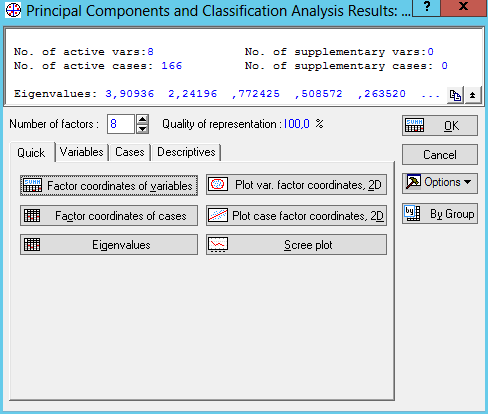 Principal Components and Classification Analysis Results: ... ? x
No. of active vars:8 No. of supplementary vars:0
No. of active cases: 166 No. of supplementary cases: 0
Eigenvalues: 3,90936 2,24196 ,772425 ,508572 ,263520 ...
Number of factors : 8 Quality of representation : 100,0 %
OK
Quick Variables Cases Descriptives
Cancel
Factor coordinates of variables Plot var. factor coordinates, 2D
Options
Factor coordinates of cases Plot case factor coordinates, 2D
By Group
Eigenvalues Scree plot